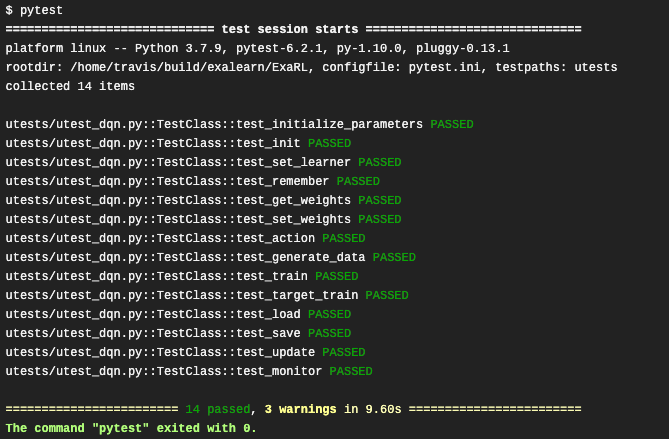 $ pytest
============================= test session starts ==============================
platform linux -- Python 3.7.9, pytest-6.2.1, py-1.10.0, pluggy-0.13.1
rootdir: /home/travis/build/exalearn/ExaRL, configfile: pytest.ini, testpaths: utests
collected 14 items
utests/utest_dqn.py::TestClass::test_initialize_parameters PASSED
utests/utest_dqn.py::TestClass::test_init PASSED
utests/utest_dqn.py::TestClass::test_set_learner PASSED
utests/utest_dqn.py::TestClass::test_remember PASSED
utests/utest_dqn.py::TestClass::test_get_weights PASSED
utests/utest_dqn.py::TestClass::test_set_weights PASSED
utests/utest_dqn.py::TestClass::test_action PASSED
utests/utest_dqn.py::TestClass::test_generate_data PASSED
utests/utest_dqn.py::TestClass::test_train PASSED
utests/utest_dqn.py::TestClass::test_target_train PASSED
utests/utest_dqn.py::TestClass::test_load PASSED
utests/utest_dqn.py::TestClass::test_save PASSED
utests/utest_dqn.py::TestClass::test_update PASSED
utests/utest_dqn.py::TestClass::test_monitor PASSED
======================== 14 passed, 3 warnings in 9.60s ========================
The command "pytest" exited with 0.